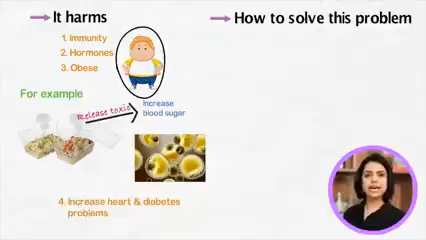 It harms
1. Immunity
2. Hormones
3. Obese
For example
Release toxic
Increase
blood sugar
4. Increase heart & diabetes
problems
How to solve this problem